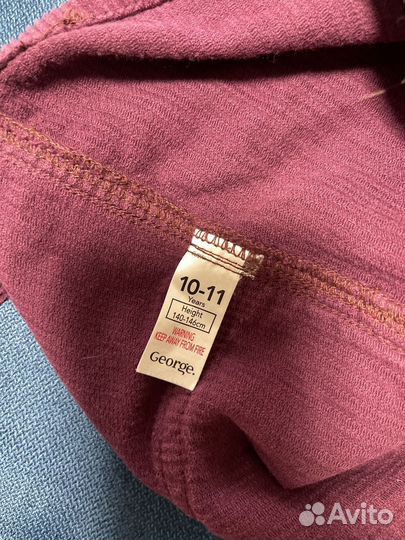 10-11
Years
Height
140-146cm
WARNING
KEEP AWAY FROM FIRE
George.
Avito